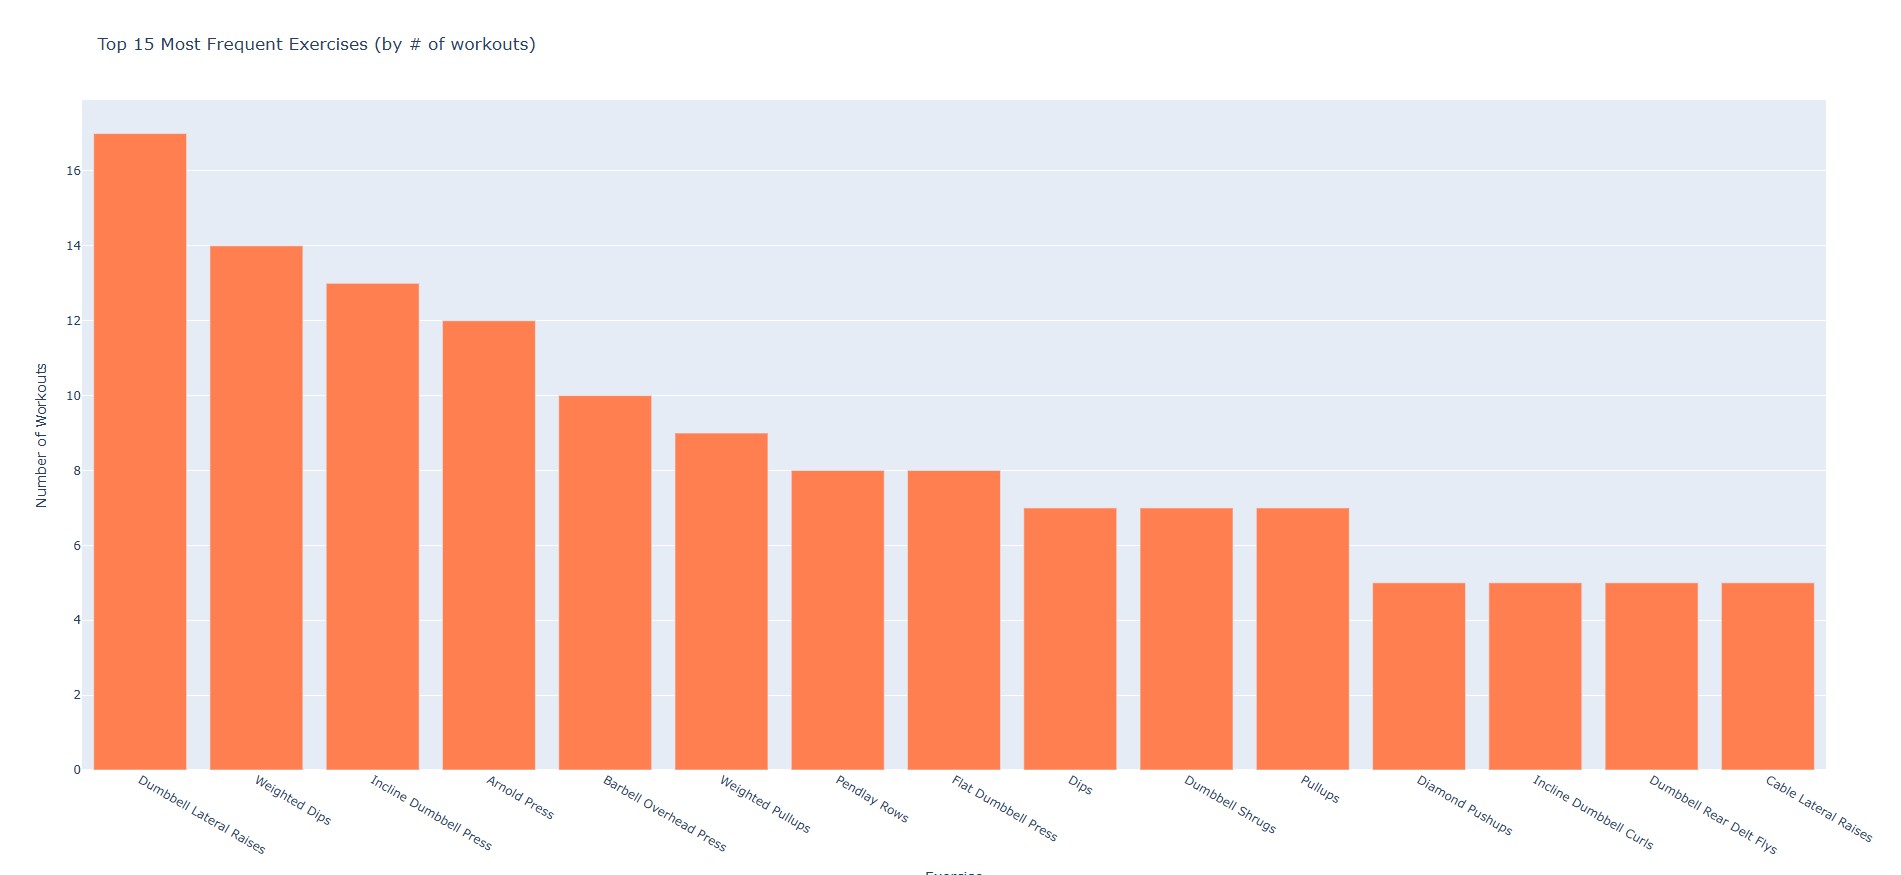 Top 15 Most Frequent Exercises (by # of workouts)
Number of Workouts
16
14
12
10
8
6
4
2
0
Dumbbell Lateral Raises
Weighted Dips
Incline Dumbbell Press
Arnold Press
Barbell Overhead Press
Weighted Pullups
Pendlay Rows
Flat Dumbbell Press
Dips
Dumbbell Shrugs
Pullups
Diamond Pushups
Incline Dumbbell Curls
Dumbbell Rear Delt Flys
Cable Lateral Raises
Exercise